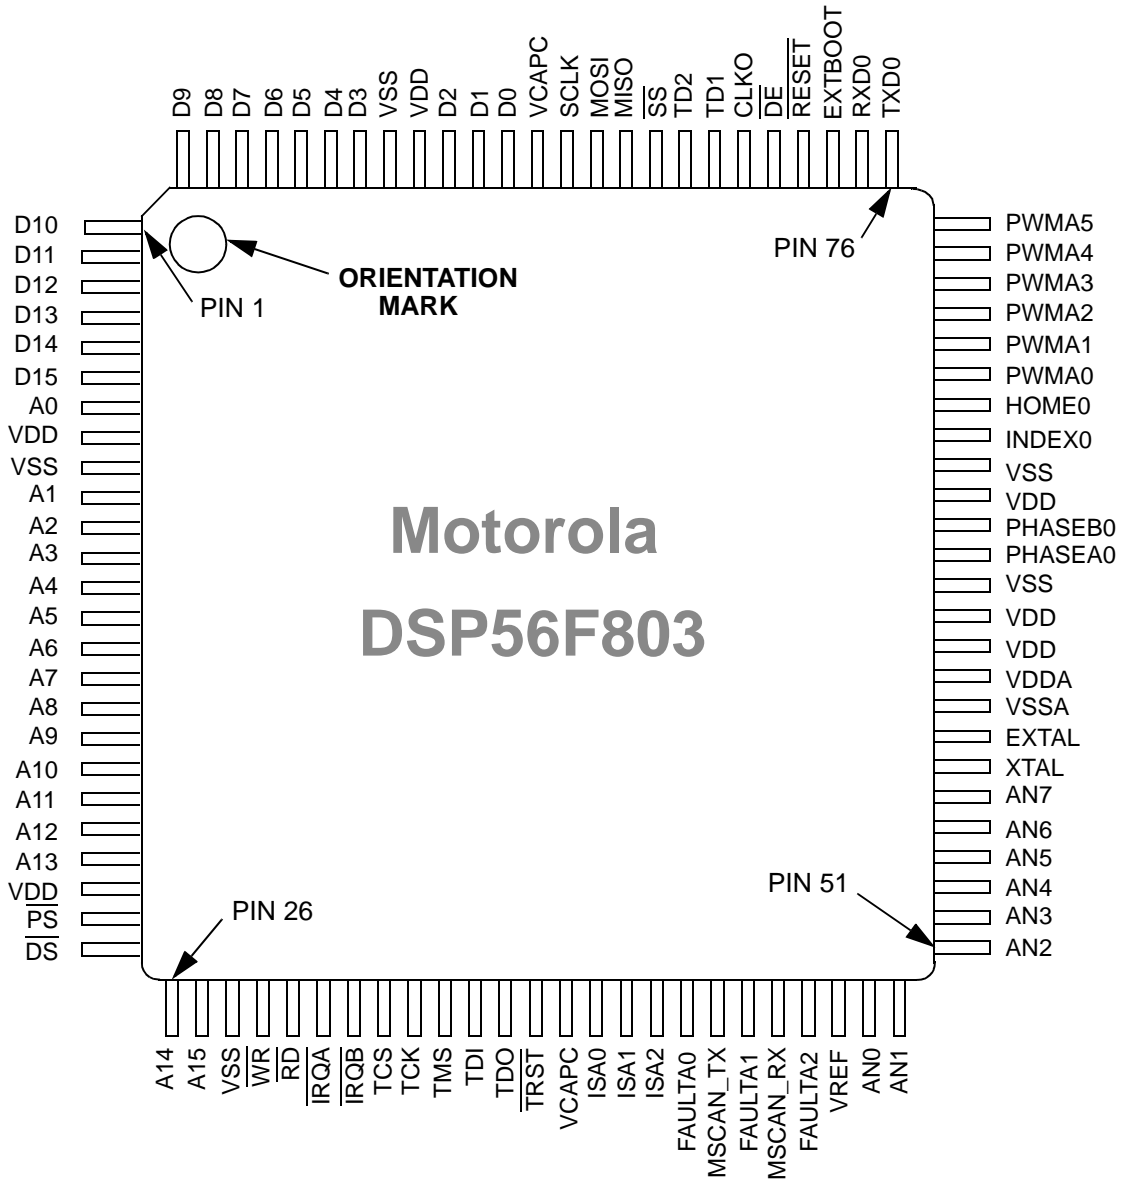 D9
D8
D7
D6
D5
D4
D3
VSS
VDD
D2
D1
D0
VCAPC
SCLK
MOSI
MISO
SS
TD2
TD1
CLKO
DE
RESET
EXTBOOT
RXD0
TXD0
D10
D11
D12
D13
D14
D15
A0
VDD
VSS
A1
A2
A3
A4
A5
A6
A7
A8
A9
A10
A11
A12
A13
VDD
PS
DS
PIN 1
ORIENTATION
MARK
PIN 76
Motorola
DSP56F803
PIN 26
PIN 51
PWMA5
PWMA4
PWMA3
PWMA2
PWMA1
PWMA0
HOME0
INDEX0
VSS
VDD
PHASEB0
PHASEA0
VSS
VDD
VDD
VDDA
VSSA
EXTAL
XTAL
AN7
AN6
AN5
AN4
AN3
AN2
A14
A15
VSS
WR
RD
IRQA
IRQB
TCS
TCK
TMS
TDI
TDO
TRST
VCAPC
ISA0
ISA1
ISA2
FAULTA0
MSCAN_TX
FAULTA1
MSCAN_RX
FAULTA2
VREF
AN0
AN1